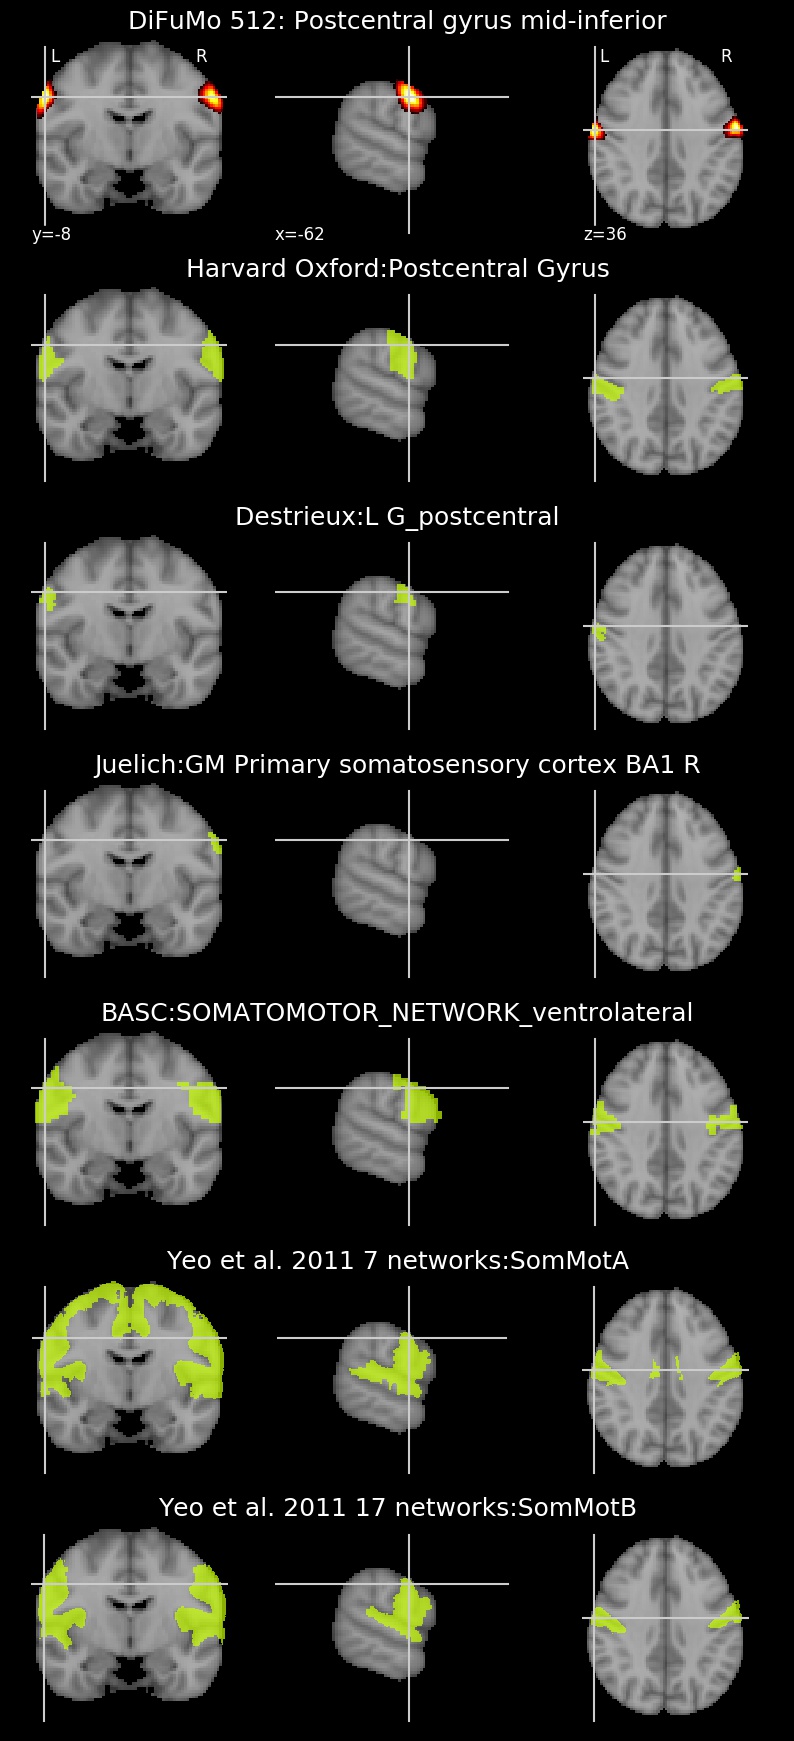 DiFuMo 512: Postcentral gyrus mid-inferior
L R L R
y=-8 x=-62 z=36
Harvard Oxford:Postcentral Gyrus
Destrieux:L G_postcentral
Juelich:GM Primary somatosensory cortex BA1 R
BASC:SOMATOMOTOR_NETWORK_ventrolateral
Yeo et al. 2011 7 networks:SomMotA
Yeo et al. 2011 17 networks:SomMotB